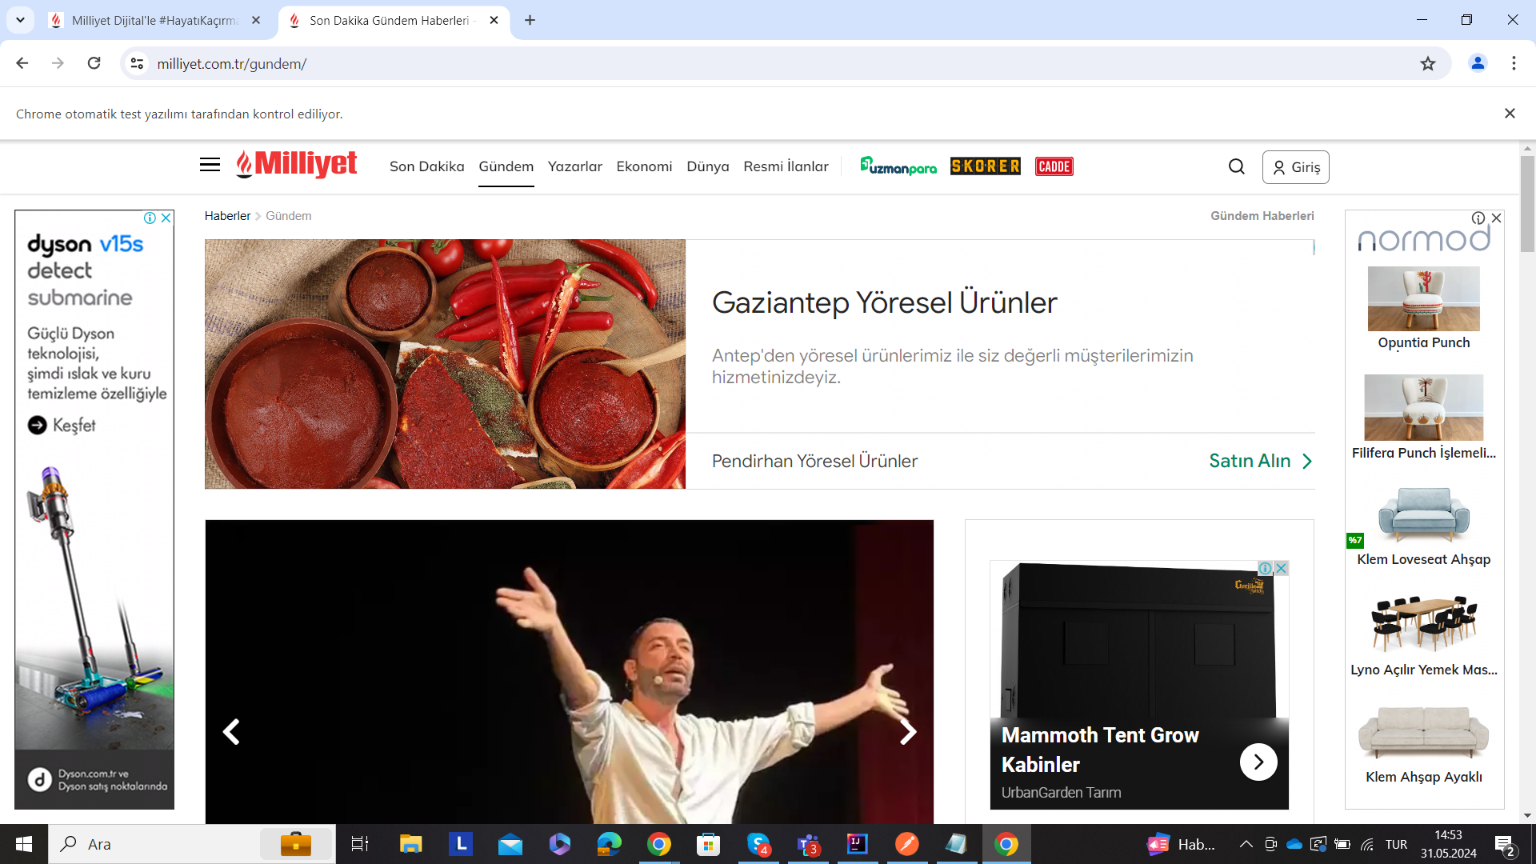 Milliyet Dijital'le #HayatıKaçırma
Son Dakika Gündem Haberleri
milliyet.com.tr/gundem/
Chrome otomatik test yazılımı tarafından kontrol ediliyor.
Milliyet
Son Dakika
Gündem
Yazarlar
Ekonomi
Dünya
Resmi İlanlar
uzmanpara
SKORER
CADDE
Giriş
Haberler
Gündem
Gündem Haberleri
dyson v15s
detect
submarine
Güçlü Dyson
teknolojisi,
şimdi ıslak ve kuru
temizleme özelliğiyle
Keşfet
Dyson.com.tr ve
Dyson satış noktalarında
Gaziantep Yöresel Ürünler
Antep'den yöresel ürünlerimiz ile siz değerli müşterilerimizin
hizmetinizdeyiz.
Pendirhan Yöresel Ürünler
Satın Alın
Mammoth Tent Grow
Kabinler
UrbanGarden Tarım
normod
Opuntia Punch
Filifera Punch İşlemeli...
%7
Klem Loveseat Ahşap
Lyno Açılır Yemek Mas...
Klem Ahşap Ayaklı
Ara
L
4
3
IJ
Hab...
TUR
14:53
31.05.2024
2